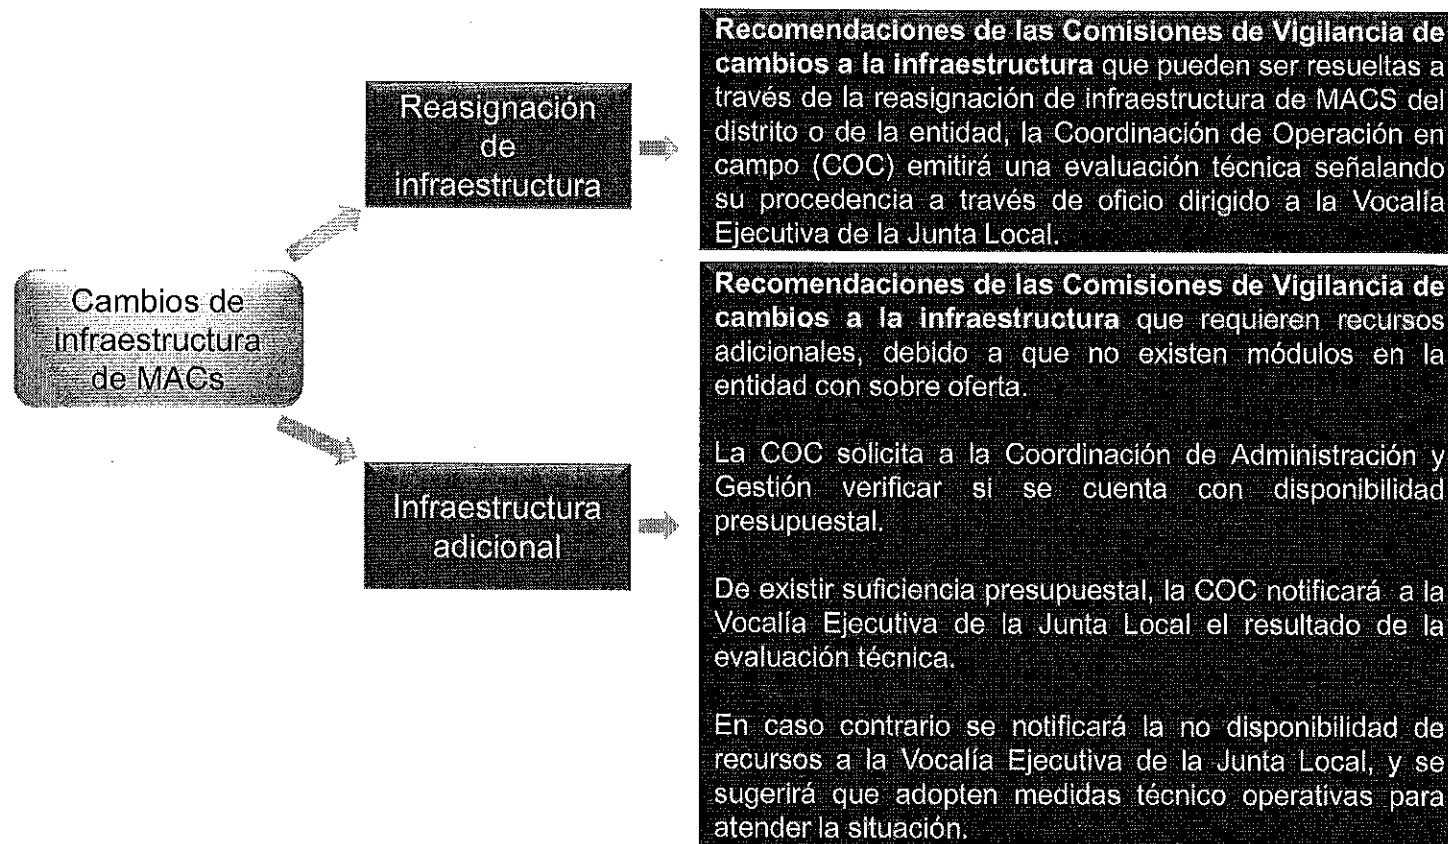 Cambios de
infraestructura
de MACs
Reasignación
de
infraestructura
Recomendaciones de las Comisiones de Vigilancia de
cambios a la infraestructura que pueden ser resueltas a
través de la reasignación de infraestructura de MACS del
distrito o de la entidad, la Coordinación de Operación en
campo (COC) emitirá una evaluación técnica señalando
su procedencia a través de oficio dirigido a la Vocalía
Ejecutiva de la Junta Local.
Infraestructura
adicional
Recomendaciones de las Comisiones de Vigilancia de
cambios a la infraestructura que requieren recursos
adicionales, debido a que no existen módulos en la
entidad con sobre oferta.
La COC solicita a la Coordinación de Administración y
Gestión verificar si se cuenta con disponibilidad
presupuestal.
De existir suficiencia presupuestal, la COC notificará a la
Vocalía Ejecutiva de la Junta Local el resultado de la
evaluación técnica.
En caso contrario se notificará la no disponibilidad de
recursos a la Vocalía Ejecutiva de la Junta Local, y se
sugerirá que adopten medidas técnico operativas para
atender la situación.